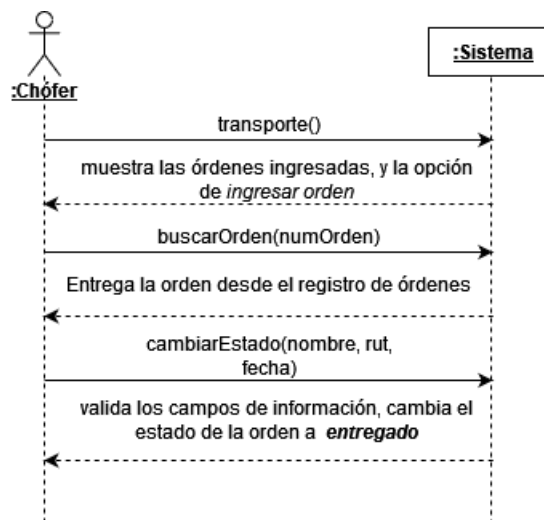 :Sistema
:Chófer
transporte()
muestra las órdenes ingresadas, y la opción
de ingresar orden
buscarOrden(numOrden)
Entrega la orden desde el registro de órdenes
cambiarEstado(nombre, rut,
fecha)
valida los campos de información, cambia el
estado de la orden a entregado